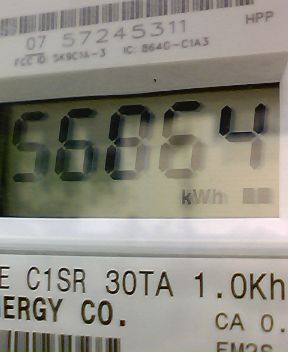 HPP
07 57245311
FCC ID: SK9C1A-3 IC: 864G-C1A3
56864
kWh
E C1SR 30TA 1.0Kh
ERGY CO.
CA 0.
EM2S